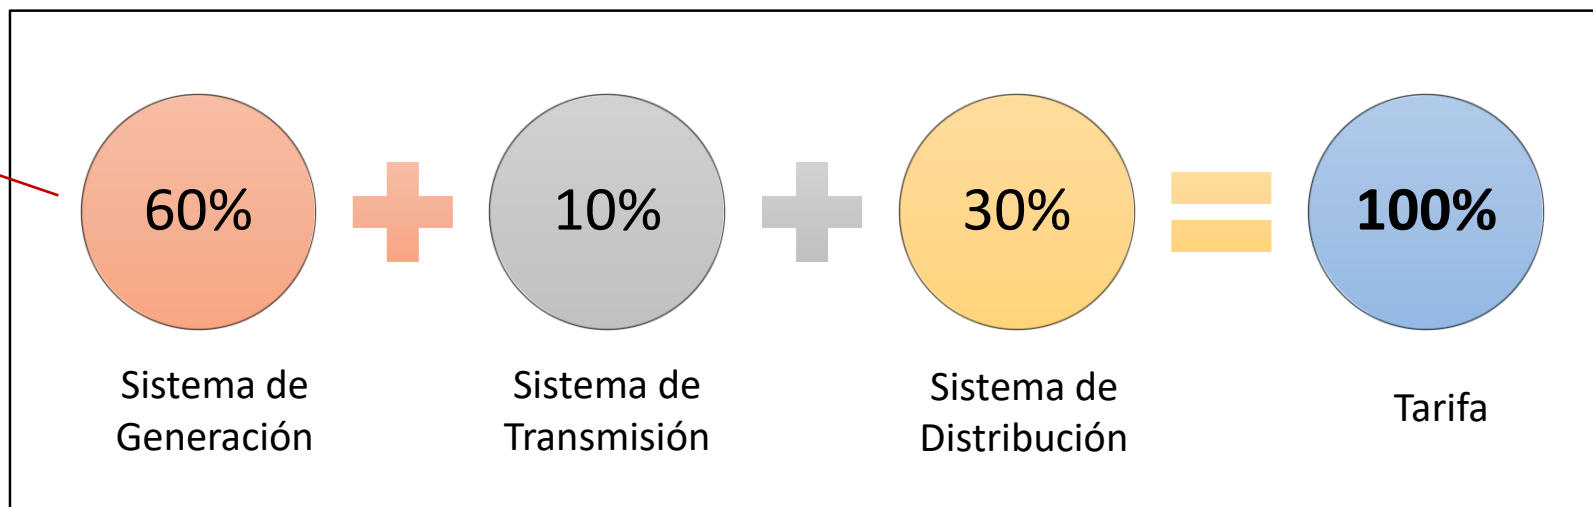 60%
10%
30%
100%
Sistema de
Generación
Sistema de
Transmisión
Sistema de
Distribución
Tarifa